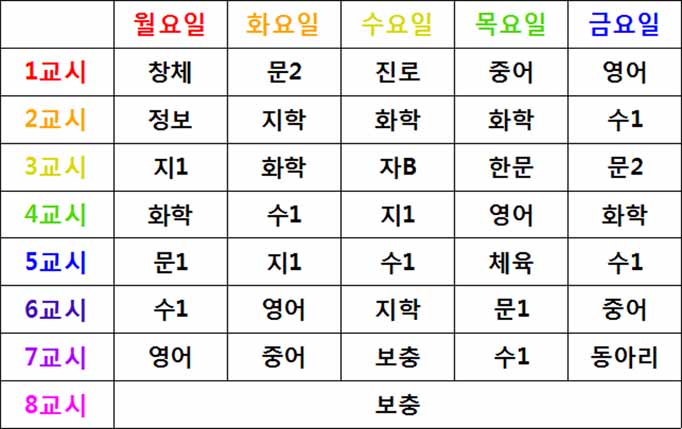 월요일 화요일 수요일 목요일 금요일
1교시 창체 문2 진로 중어 영어
2교시 정보 지학 화학 화학 수1
3교시 지1 화학 자B 한문 문2
4교시 화학 수1 지1 영어 화학
5교시 문1 지1 수1 체육 수1
6교시 수1 영어 지학 문1 중어
7교시 영어 중어 보충 수1 동아리
8교시 보충